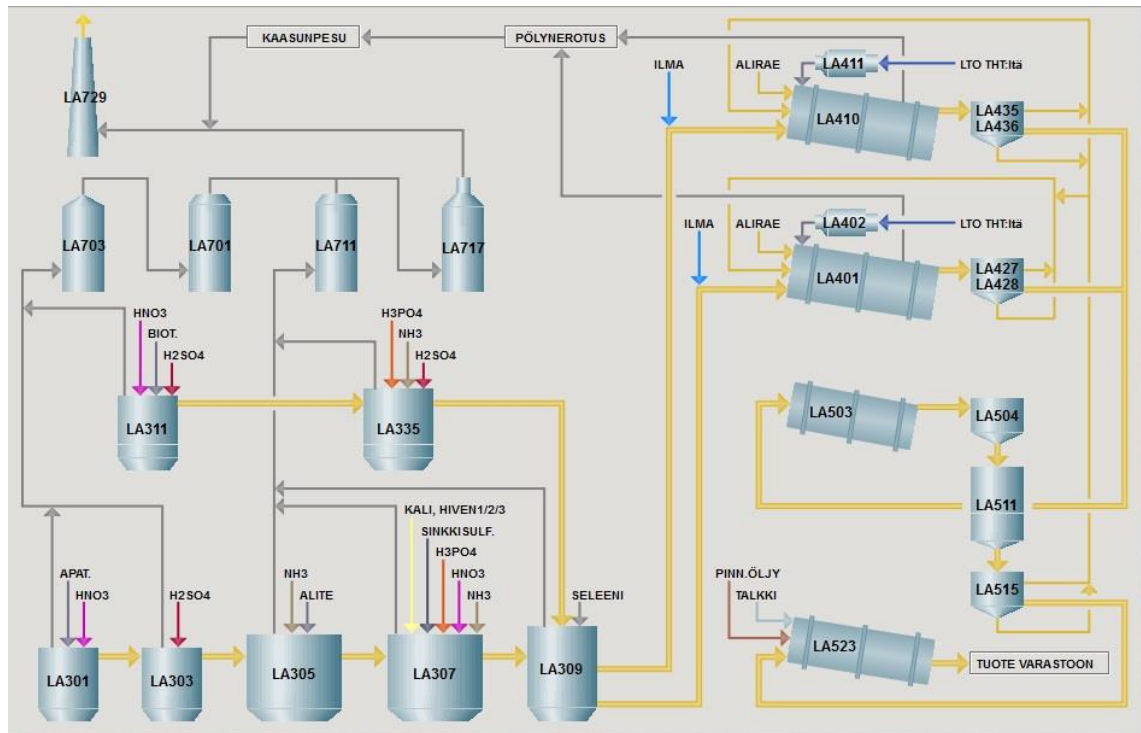 KAASUNPESU
PÖLYNEROTUS
LA729
ILMA
ALIRAE
LA411
LTO THT:ltä
LA410
LA435
LA436
LA703
LA701
LA711
LA717
ILMA
ALIRAE
LA402
LTO THT:ltä
LA401
LA427
LA428
HNO3
BIOT.
H2SO4
H3PO4
NH3
H2SO4
LA311
LA335
LA503
LA504
LA511
KALI, HIVEN1/2/3
SINKKISULF.
H3PO4
HNO3
NH3
APAT.
HNO3
H2SO4
NH3
ALITE
SELEENI
PINN.ÖLJY
TALKKI
LA515
LA301
LA303
LA305
LA307
LA309
LA523
TUOTE VARASTOON